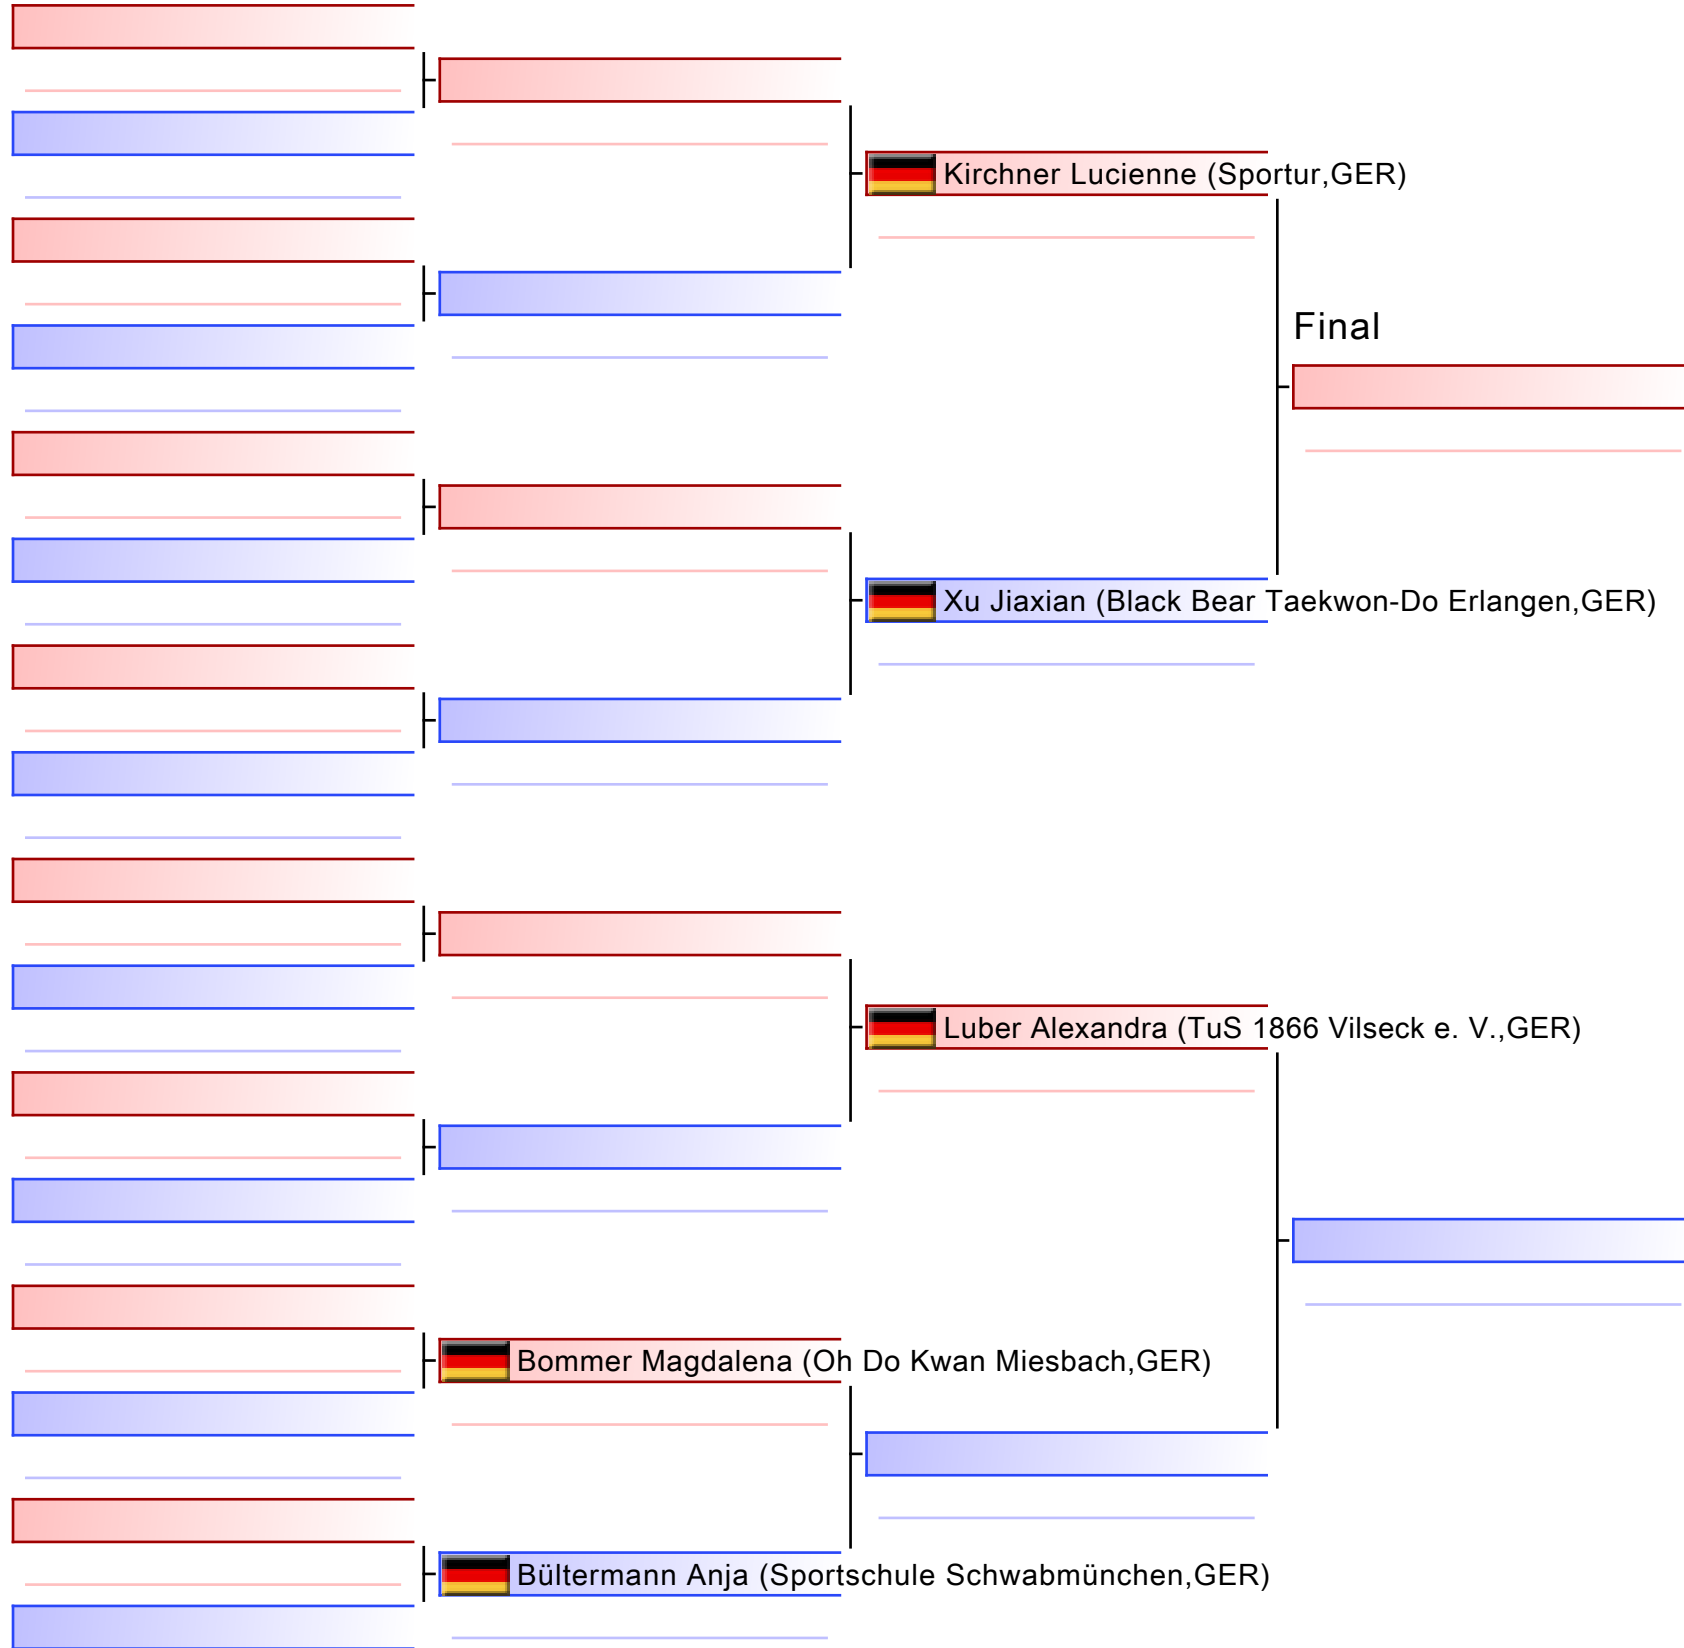 Kirchner Lucienne (Sportur,GER)
Final
Xu Jiaxian (Black Bear Taekwon-Do Erlangen,GER)
Luber Alexandra (TuS 1866 Vilseck e. V.,GER)
Bommer Magdalena (Oh Do Kwan Miesbach,GER)
Bültermann Anja (Sportschule Schwabmünchen,GER)